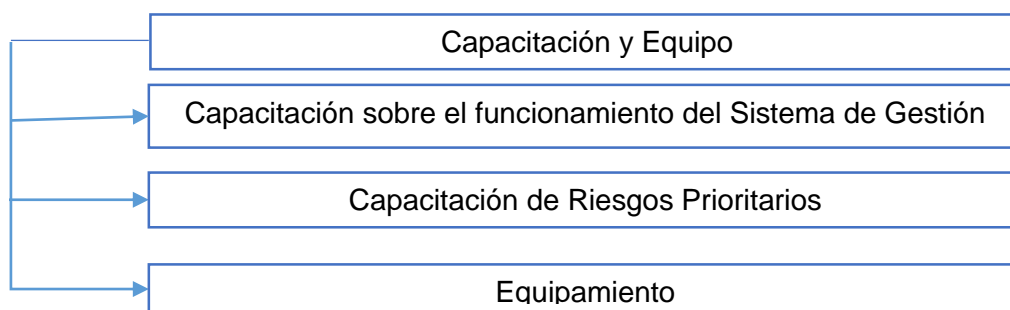 Capacitación y Equipo
Capacitación sobre el funcionamiento del Sistema de Gestión
Capacitación de Riesgos Prioritarios
Equipamiento